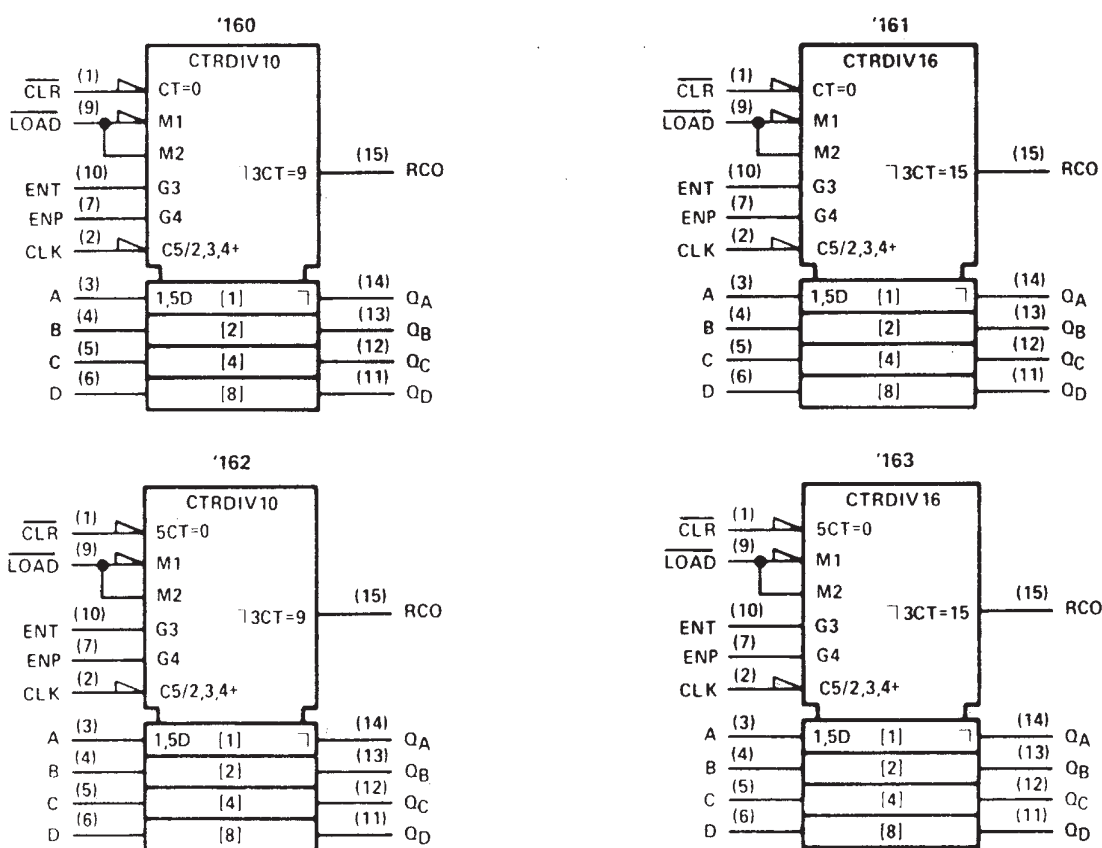 '160
CTRDIV10
CLR (1) CT=0
LOAD (9) M1
M2
ENT (10) G3
ENP (7) G4
CLK (2) C5/2,3,4+
⌝3CT=9 (15) RCO
A (3) 1,5D [1] ⌝ (14) QA
B (4) [2] (13) QB
C (5) [4] (12) QC
D (6) [8] (11) QD
'161
CTRDIV16
CLR (1) CT=0
LOAD (9) M1
M2
ENT (10) G3
ENP (7) G4
CLK (2) C5/2,3,4+
⌝3CT=15 (15) RCO
A (3) 1,5D [1] ⌝ (14) QA
B (4) [2] (13) QB
C (5) [4] (12) QC
D (6) [8] (11) QD
'162
CTRDIV10
CLR (1) 5CT=0
LOAD (9) M1
M2
ENT (10) G3
ENP (7) G4
CLK (2) C5/2,3,4+
⌝3CT=9 (15) RCO
A (3) 1,5D [1] ⌝ (14) QA
B (4) [2] (13) QB
C (5) [4] (12) QC
D (6) [8] (11) QD
'163
CTRDIV16
CLR (1) 5CT=0
LOAD (9) M1
M2
ENT (10) G3
ENP (7) G4
CLK (2) C5/2,3,4+
⌝3CT=15 (15) RCO
A (3) 1,5D [1] ⌝ (14) QA
B (4) [2] (13) QB
C (5) [4] (12) QC
D (6) [8] (11) QD